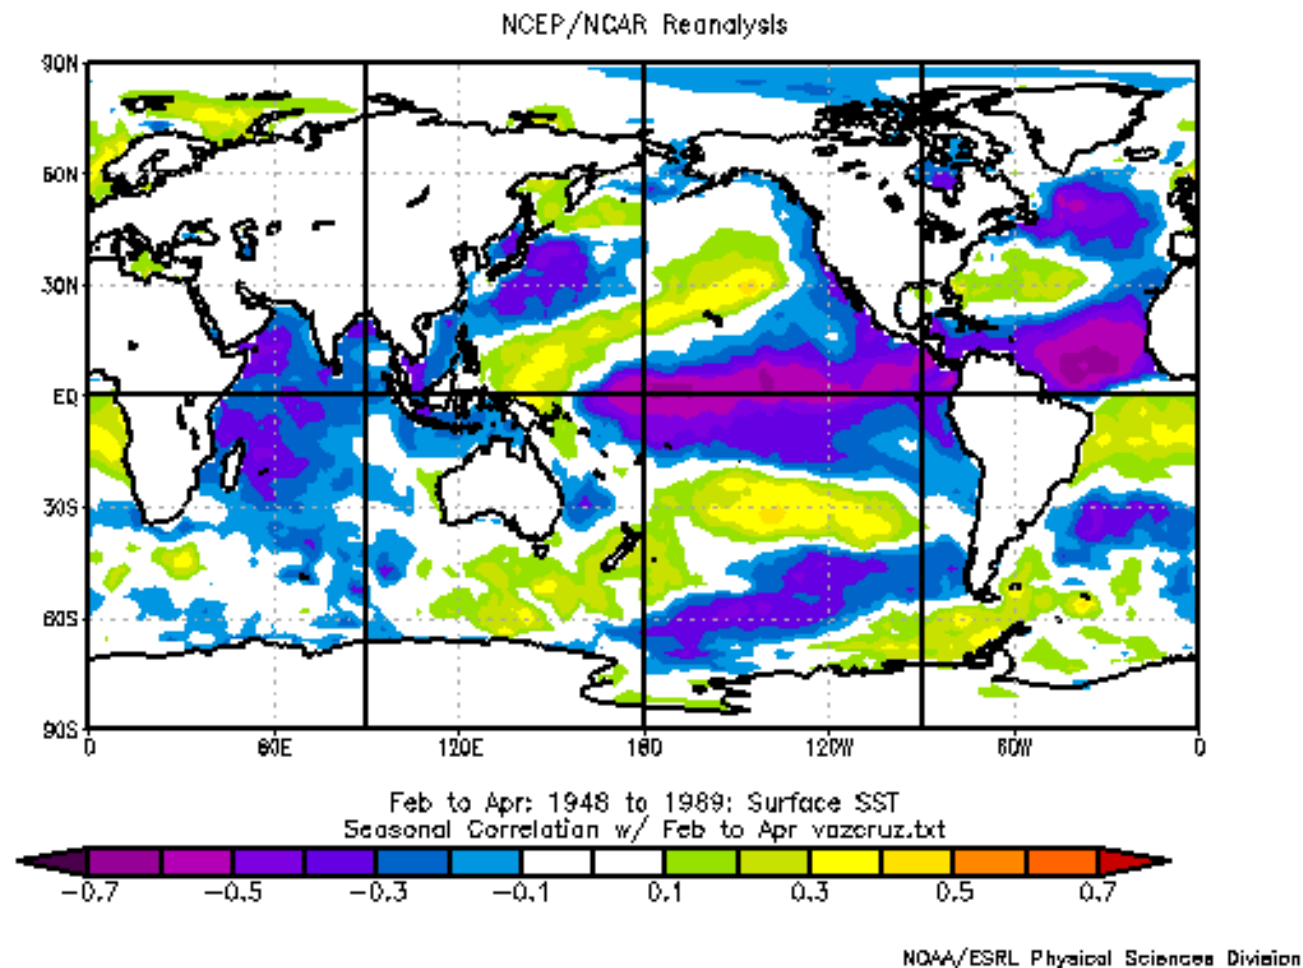 NCEP/NCAR Reanalysis
90N
60N
30N
EQ
30S
60S
90S
0 60E 120E 180 120W 60W 0
Feb to Apr: 1948 to 1989: Surface SST
Seasonal Correlation w/ Feb to Apr vazcruz.txt
-0.7 -0.5 -0.3 -0.1 0.1 0.3 0.5 0.7
NOAA/ESRL Physical Sciences Division